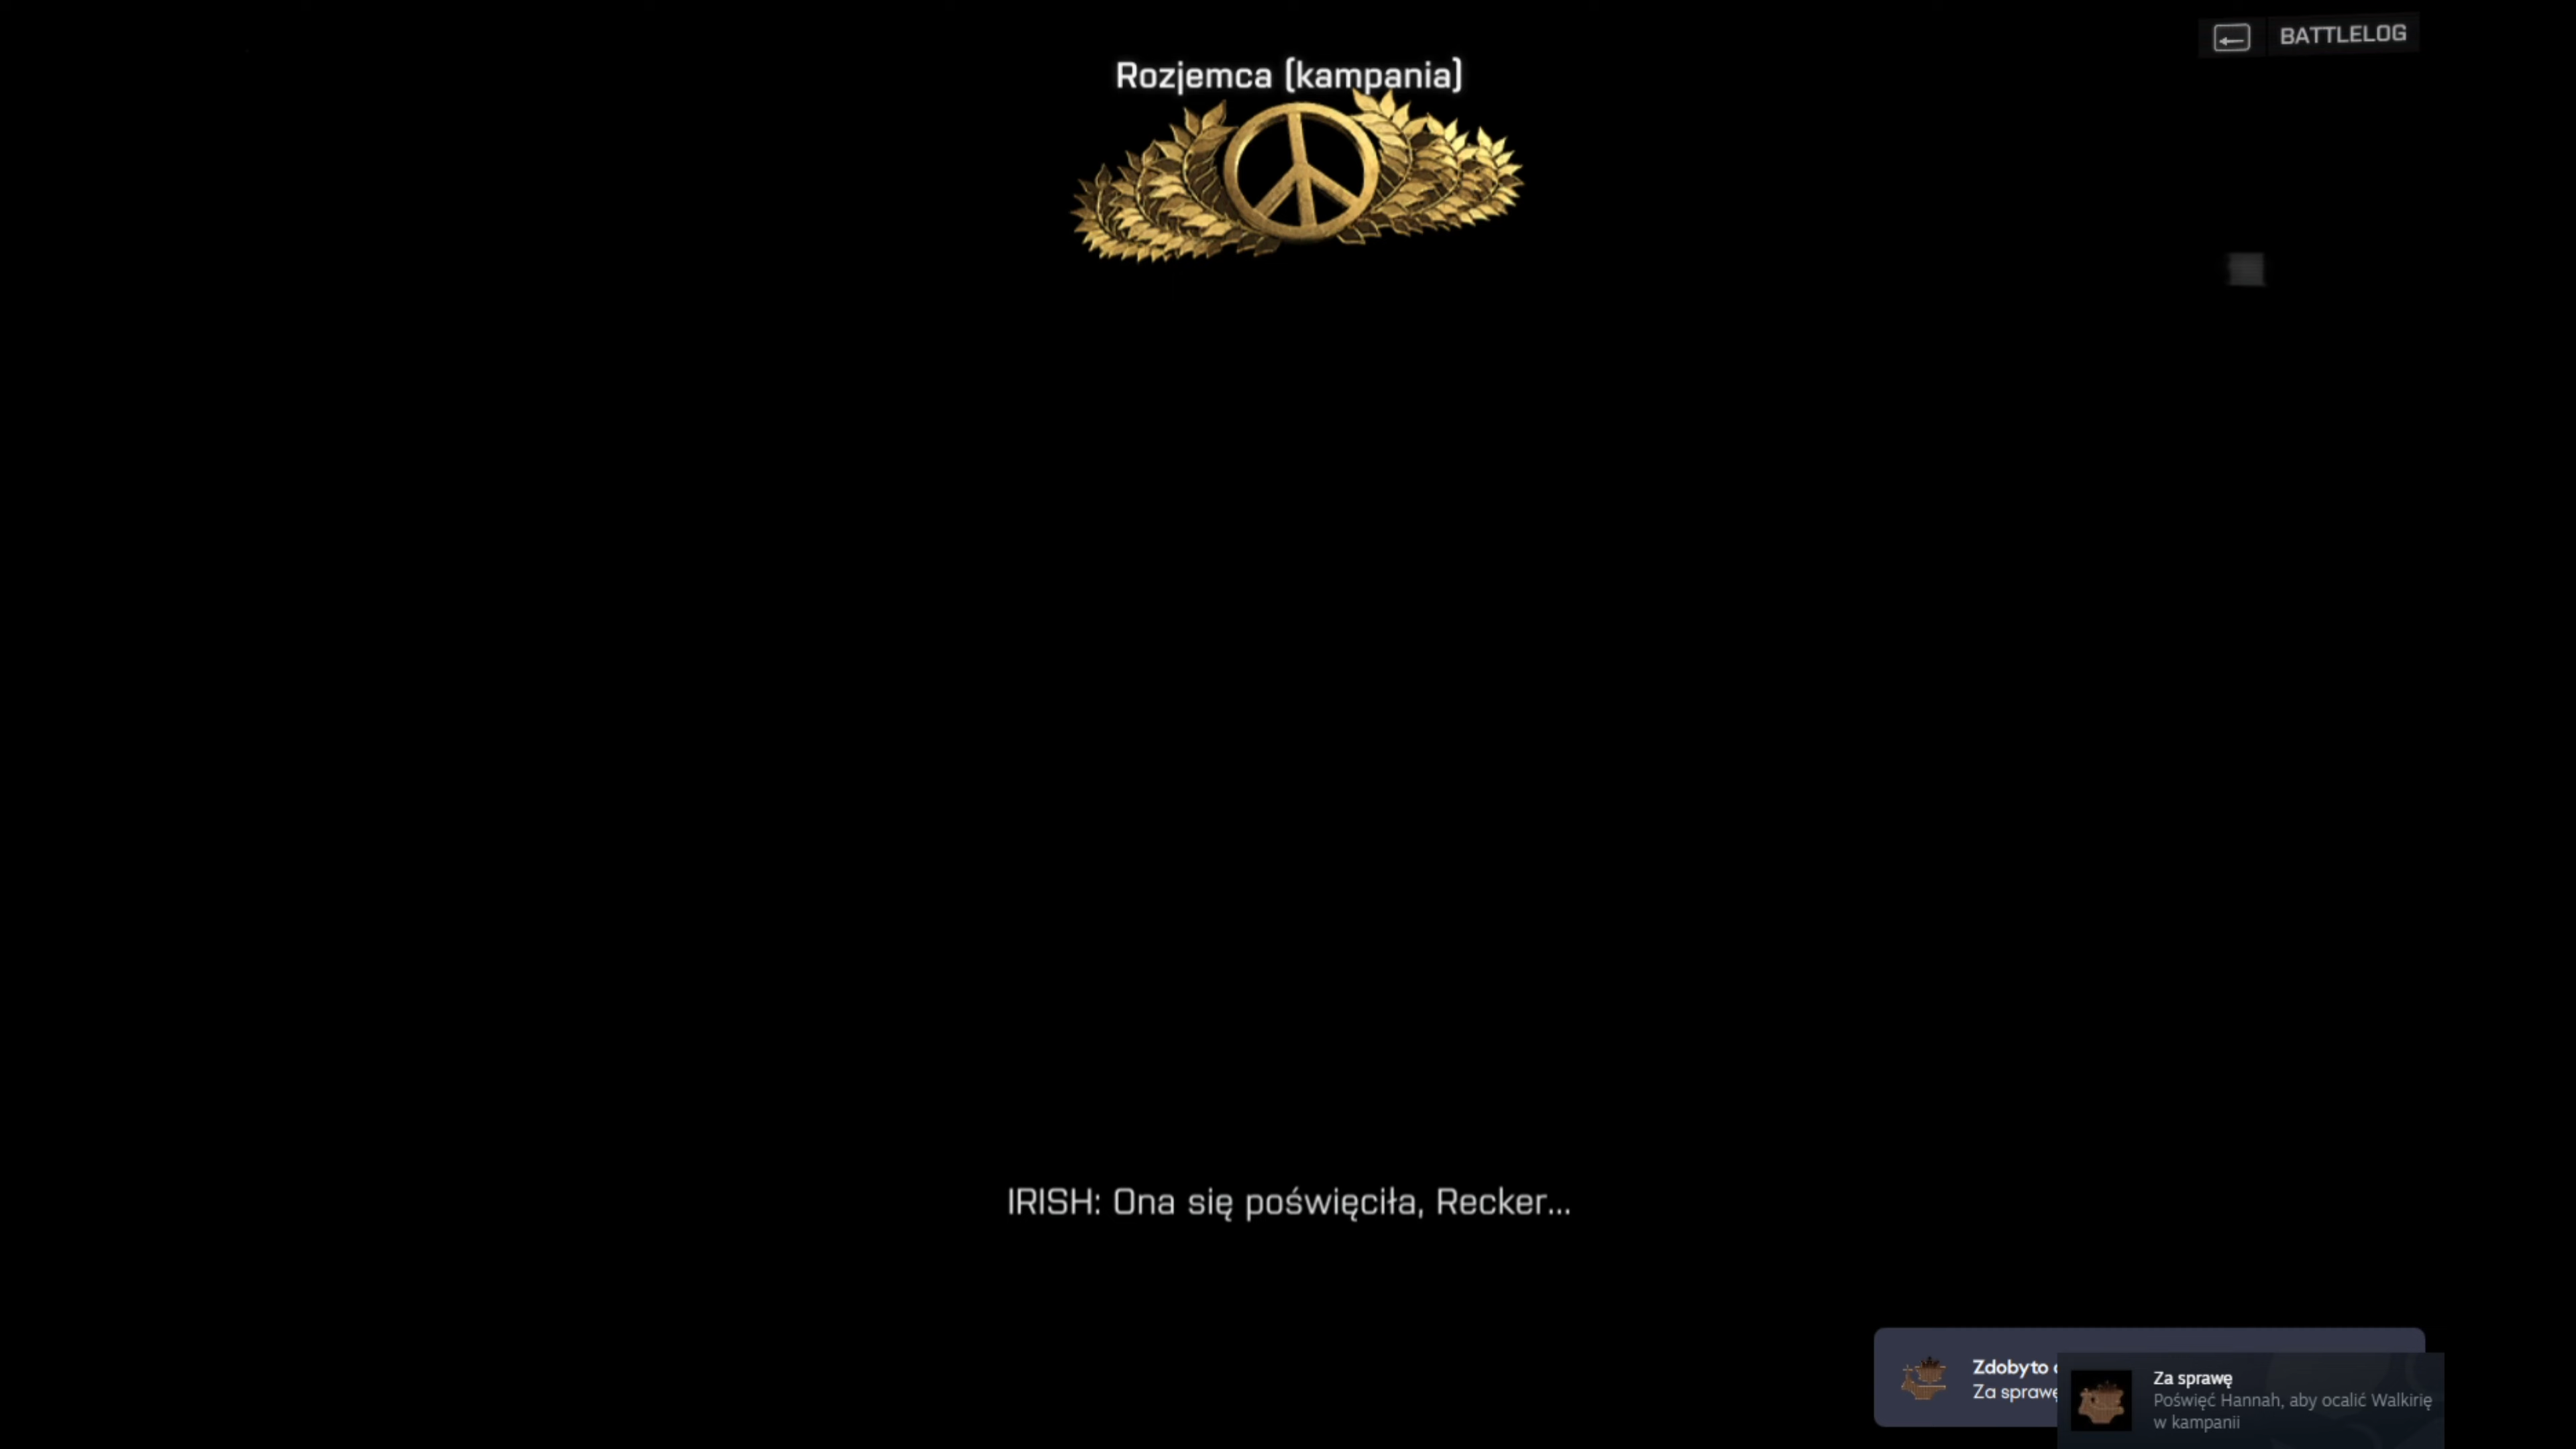 BATTLELOG
Rozjemca (kampania)
IRISH: Ona się poświęciła, Recker...
Zdobyto
Za sprawę
Za sprawę
Poświęć Hannah, aby ocalić Walkirię
w kampanii